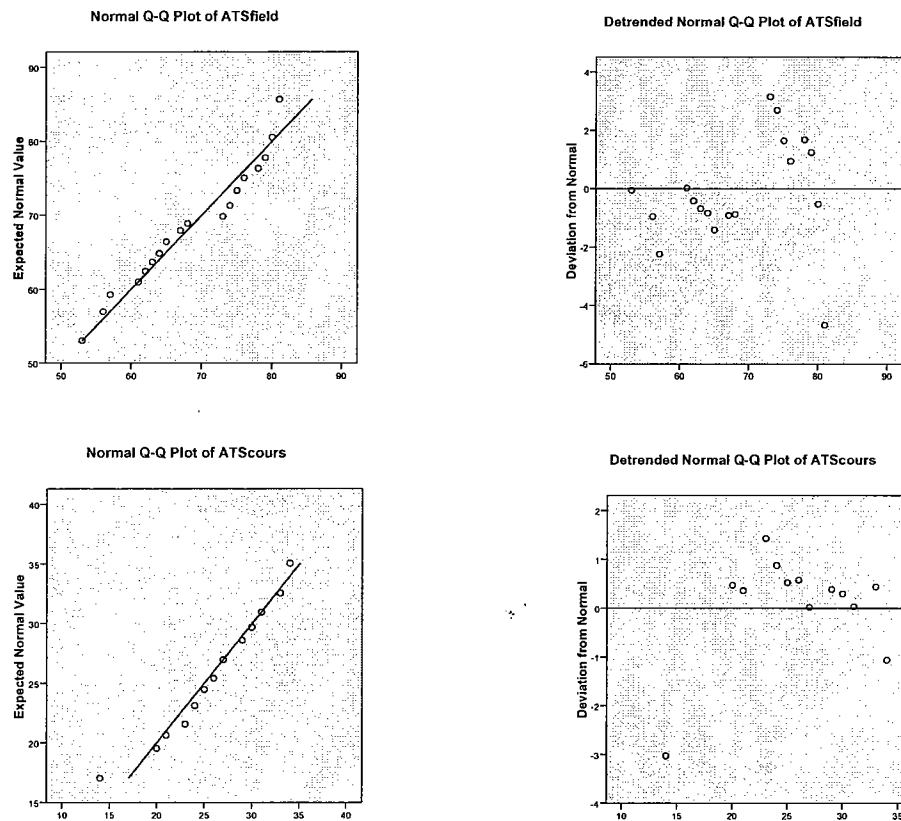 Normal Q-Q Plot of ATSfield
Expected Normal Value
90
80
70
60
50
50 60 70 80 90
Detrended Normal Q-Q Plot of ATSfield
Deviation from Normal
4
2
0
-2
-4
-6
50 60 70 80 90
Normal Q-Q Plot of ATScours
Expected Normal Value
40
35
30
25
20
15
10 15 20 25 30 35 40
Detrended Normal Q-Q Plot of ATScours
Deviation from Normal
2
1
0
-1
-2
-3
-4
10 15 20 25 30 35